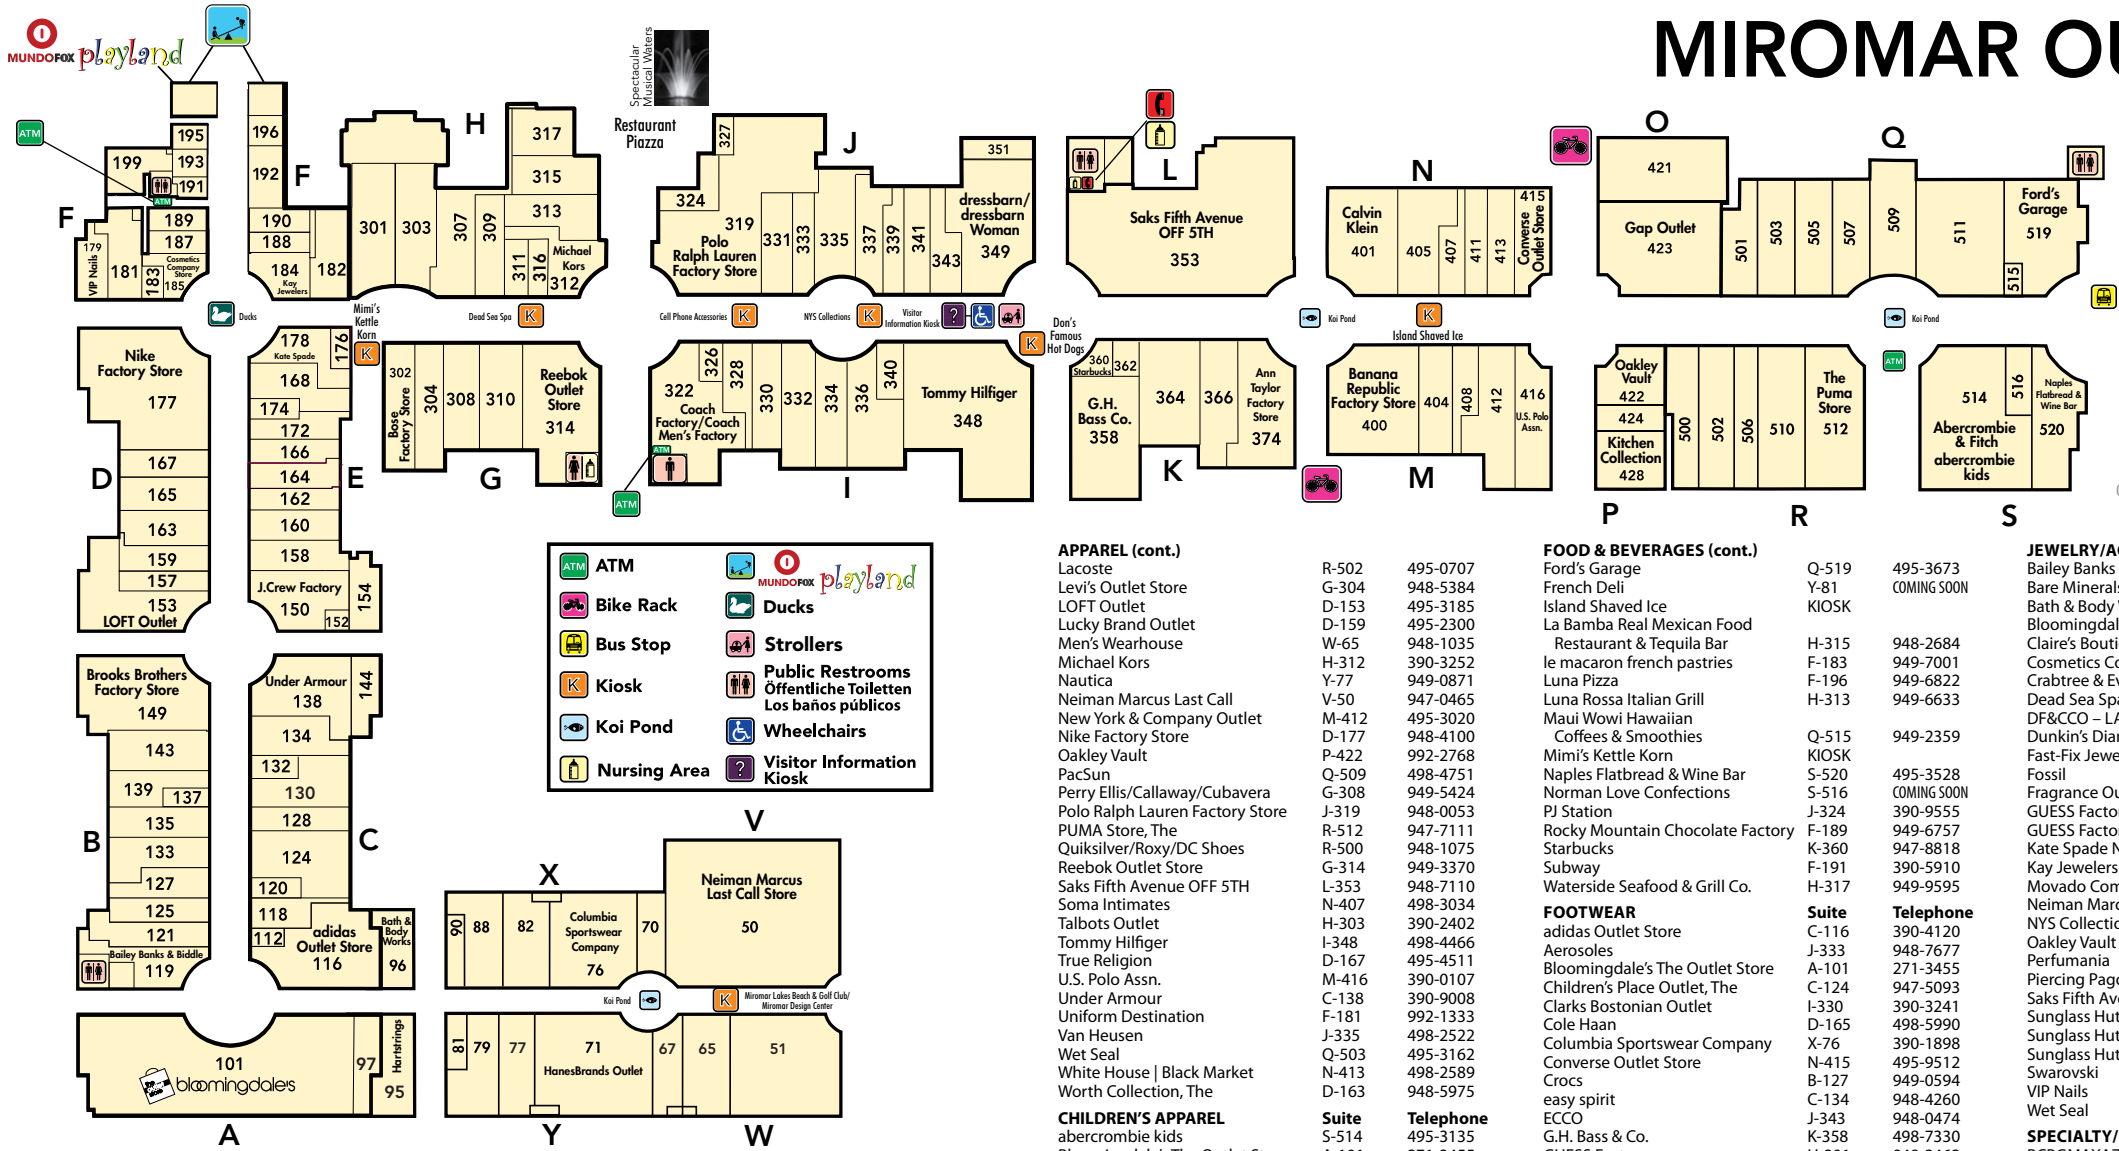 MIROMAR OU
MUNDOFOX playland
Spectacular
Musical Waters
Restaurant
Piazza
ATM
195
196
193
199
191
192
F
F
H
317
315
313
327
J
351
L
O
Q
N
421
189
187
Cosmetics
Company
Store
185
179
VIP Nails
181
183
190
188
184
Kay
Jewelers
182
301
303
307
309
311
316
Michael
Kors
312
324
319
Polo
Ralph Lauren
Factory Store
331
333
335
337
339
341
343
dressbarn/
dressbarn
Woman
349
Saks Fifth Avenue
OFF 5TH
353
Calvin
Klein
401
405
407
411
413
415
Converse
Outlet Store
Gap Outlet
423
501
503
505
507
509
511
515
Ford's
Garage
519
Ducks
Mimi's
Kettle
Korn
K
Dead Sea Spa
K
Cell Phone Accessories
K
NYS Collections
K
Visitor
Information Kiosk
?
Don's
Famous
Hot Dogs
K
Koi Pond
K
Island Shaved Ice
Koi Pond
ATM
Nike
Factory Store
177
167
165
163
159
157
153
LOFT Outlet
D
178
Kate Spade
176
168
174
172
166
164
162
160
158
J.Crew Factory
150
152
154
E
302
Bose
Factory Store
304
308
310
Reebok
Outlet
Store
314
G
322
Coach
Factory/Coach
Men's Factory
ATM
ATM
326
328
330
332
334
336
340
Tommy Hilfiger
348
I
360
Starbucks
362
G.H.
Bass Co.
358
364
366
Ann
Taylor
Factory
Store
374
K
Banana
Republic
Factory Store
400
404
408
412
416
U.S. Polo
Assn.
M
Oakley
Vault
422
424
Kitchen
Collection
428
P
500
502
506
510
The
Puma
Store
512
R
514
Abercrombie
& Fitch
abercrombie
kids
516
Naples
Flatbread &
Wine Bar
520
S
ATM ATM
MUNDOFOX playland
Bike Rack
Ducks
Bus Stop
Strollers
K Kiosk
Public Restrooms
Öffentliche Toiletten
Los baños públicos
Koi Pond
Wheelchairs
Nursing Area
? Visitor Information
Kiosk
Brooks Brothers
Factory Store
149
143
139
137
135
133
127
125
121
Bailey Banks & Biddle
119
B
Under Armour
138
144
134
132
130
128
124
120
118
112
adidas
Outlet Store
116
Bath &
Body
Works
96
C
101
bloomingdale's
97
Hartstrings
95
A
V
X
90
88
82
Columbia
Sportswear
Company
76
70
Neiman Marcus
Last Call Store
50
Koi Pond
K
Miromar Lakes Beach & Golf Club/
Miromar Design Center
81
79
77
71
HanesBrands Outlet
67
65
51
Y
W
APPAREL (cont.)
Lacoste R-502 495-0707
Levi's Outlet Store G-304 948-5384
LOFT Outlet D-153 495-3185
Lucky Brand Outlet D-159 495-2300
Men's Wearhouse W-65 948-1035
Michael Kors H-312 390-3252
Nautica Y-77 949-0871
Neiman Marcus Last Call V-50 947-0465
New York & Company Outlet M-412 495-3020
Nike Factory Store D-177 948-4100
Oakley Vault P-422 992-2768
PacSun Q-509 498-4751
Perry Ellis/Callaway/Cubavera G-308 949-5424
Polo Ralph Lauren Factory Store J-319 948-0053
PUMA Store, The R-512 947-7111
Quiksilver/Roxy/DC Shoes R-500 948-1075
Reebok Outlet Store G-314 949-3370
Saks Fifth Avenue OFF 5TH L-353 948-7110
Soma Intimates N-407 498-3034
Talbots Outlet H-303 390-2402
Tommy Hilfiger I-348 498-4466
True Religion D-167 495-4511
U.S. Polo Assn. M-416 390-0107
Under Armour C-138 390-9008
Uniform Destination F-181 992-1333
Van Heusen J-335 498-2522
Wet Seal Q-503 495-3162
White House | Black Market N-413 498-2589
Worth Collection, The D-163 948-5975
CHILDREN'S APPAREL Suite Telephone
abercrombie kids S-514 495-3135
FOOD & BEVERAGES (cont.)
Ford's Garage Q-519 495-3673
French Deli Y-81 COMING SOON
Island Shaved Ice KIOSK
La Bamba Real Mexican Food
Restaurant & Tequila Bar H-315 948-2684
le macaron french pastries F-183 949-7001
Luna Pizza F-196 949-6822
Luna Rossa Italian Grill H-313 949-6633
Maui Wowi Hawaiian
Coffees & Smoothies Q-515 949-2359
Mimi's Kettle Korn KIOSK
Naples Flatbread & Wine Bar S-520 495-3528
Norman Love Confections S-516 COMING SOON
PJ Station J-324 390-9555
Rocky Mountain Chocolate Factory F-189 949-6757
Starbucks K-360 947-8818
Subway F-191 390-5910
Waterside Seafood & Grill Co. H-317 949-9595
FOOTWEAR Suite Telephone
adidas Outlet Store C-116 390-4120
Aerosoles J-333 948-7677
Bloomingdale's The Outlet Store A-101 271-3455
Children's Place Outlet, The C-124 947-5093
Clarks Bostonian Outlet I-330 390-3241
Cole Haan D-165 498-5990
Columbia Sportswear Company X-76 390-1898
Converse Outlet Store N-415 495-9512
Crocs B-127 949-0594
easy spirit C-134 948-4260
ECCO J-343 948-0474
G.H. Bass & Co. K-358 498-7330
JEWELRY/A
Bailey Banks
Bare Minerals
Bath & Body
Bloomingdal
Claire's Bouti
Cosmetics Co
Crabtree & Ev
Dead Sea Spa
DF&CCO – LA
Dunkin's Diar
Fast-Fix Jewe
Fossil
Fragrance Ou
GUESS Factor
GUESS Factor
Kate Spade N
Kay Jewelers
Movado Com
Neiman Marc
NYS Collectio
Oakley Vault
Perfumania
Piercing Pago
Saks Fifth Ave
Sunglass Hut
Sunglass Hut
Sunglass Hut
Swarovski
VIP Nails
Wet Seal
SPECIALTY/